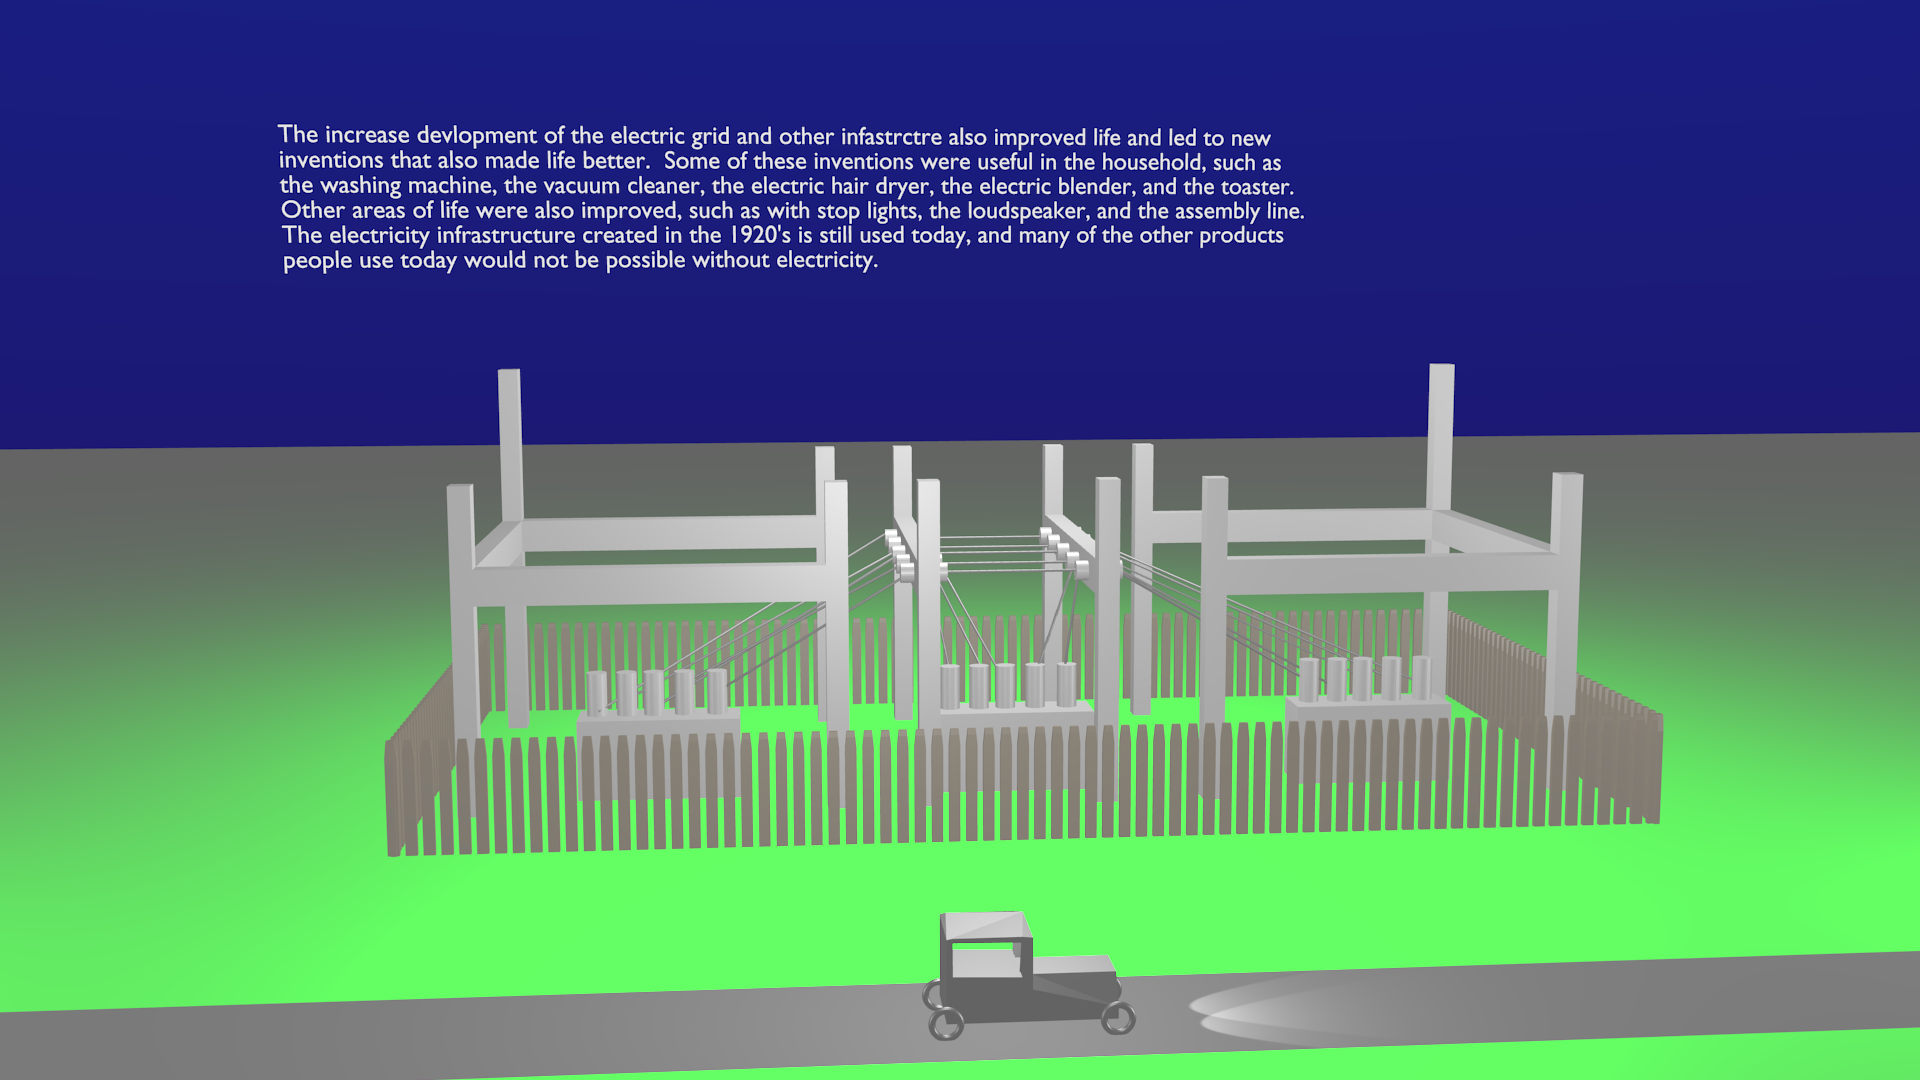 The increase devlopment of the electric grid and other infastrctre also improved life and led to new
inventions that also made life better.  Some of these inventions were useful in the household, such as
the washing machine, the vacuum cleaner, the electric hair dryer, the electric blender, and the toaster.
Other areas of life were also improved, such as with stop lights, the loudspeaker, and the assembly line.
The electricity infrastructure created in the 1920's is still used today, and many of the other products
people use today would not be possible without electricity.